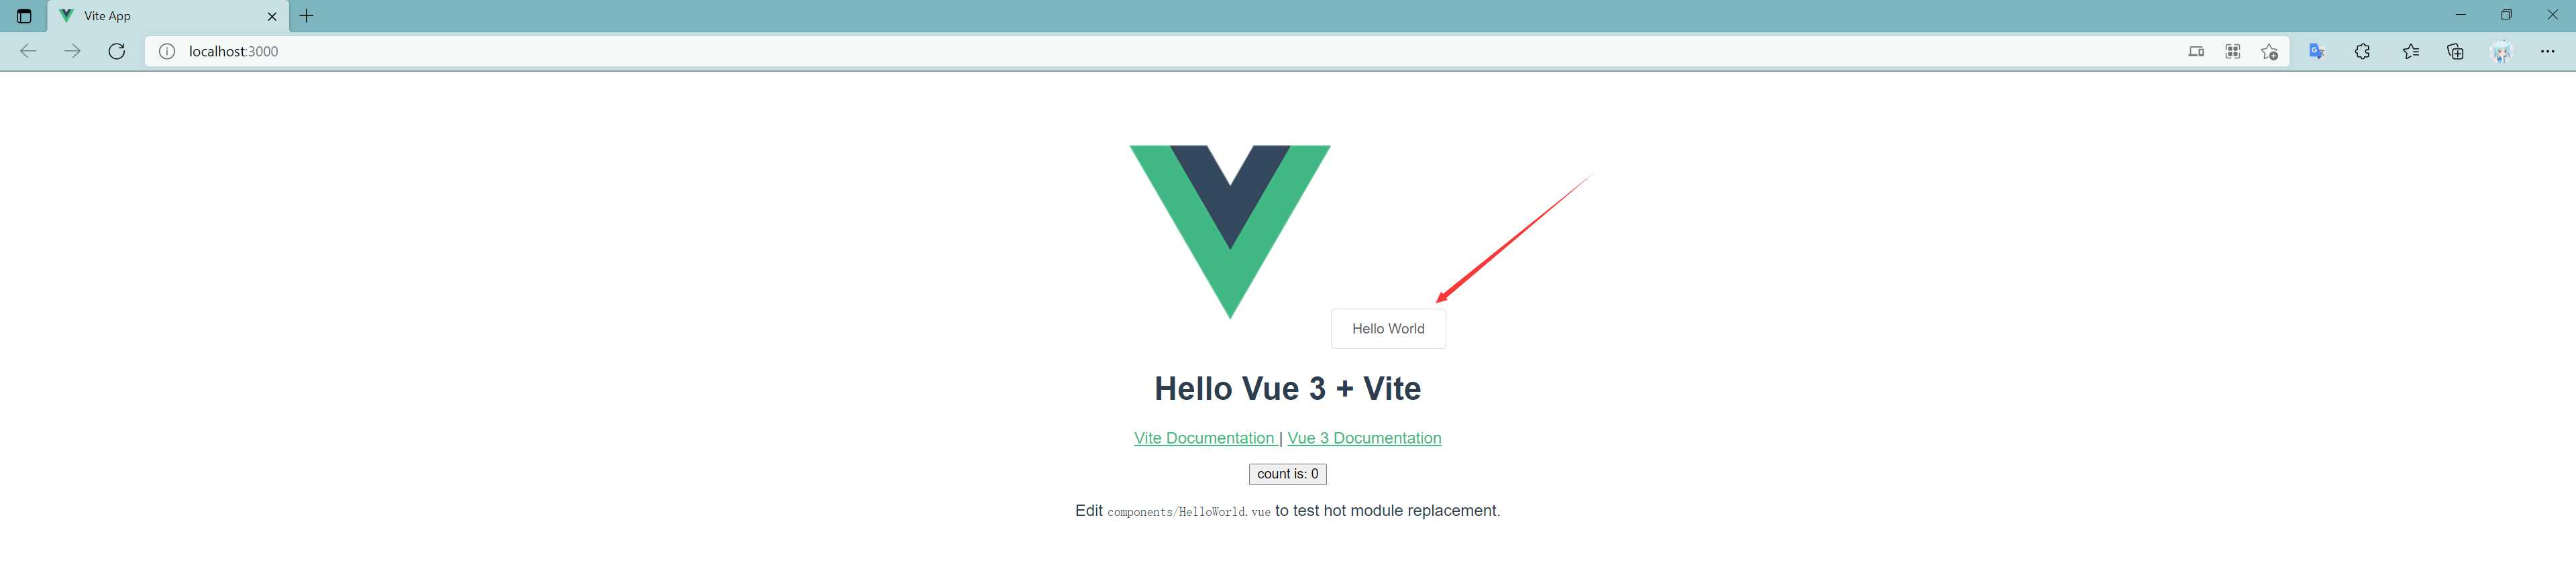 Vite App
localhost:3000
Hello World
Hello Vue 3 + Vite
Vite Documentation | Vue 3 Documentation
count is: 0
Edit components/HelloWorld.vue to test hot module replacement.